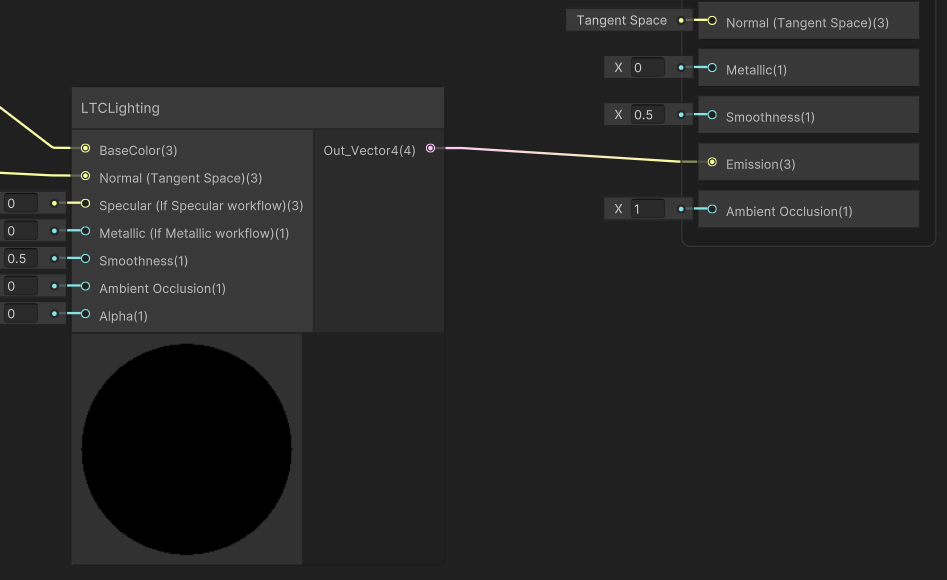 Tangent Space
Normal (Tangent Space)(3)
X 0
Metallic(1)
X 0.5
Smoothness(1)
Emission(3)
X 1
Ambient Occlusion(1)
LTCLighting
BaseColor(3)
Out_Vector4(4)
Normal (Tangent Space)(3)
0
Specular (If Specular workflow)(3)
0
Metallic (If Metallic workflow)(1)
0.5
Smoothness(1)
0
Ambient Occlusion(1)
0
Alpha(1)